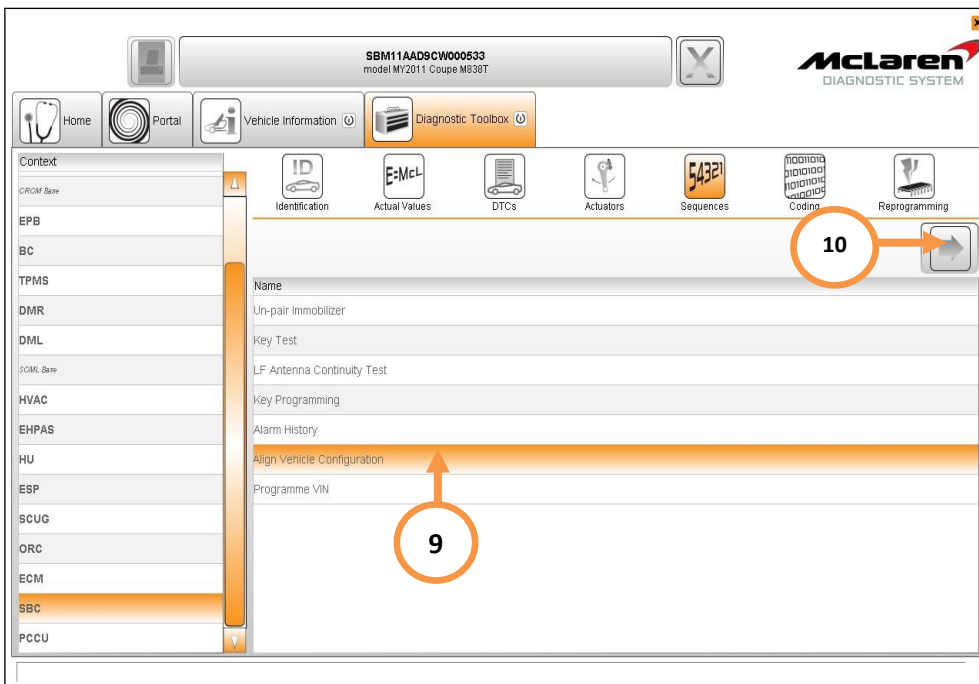 SBM11AAD9CW000533
model MY2011 Coupe M838T
McLaren
DIAGNOSTIC SYSTEM
Home
Portal
Vehicle Information
Diagnostic Toolbox
Context
CRCM Base
EPB
BC
TPMS
DMR
DML
SCML Base
HVAC
EHPAS
HU
ESP
SCUG
ORC
ECM
SBC
PCCU
ID
Identification
E=McL
Actual Values
DTCs
Actuators
54321
Sequences
Coding
Reprogramming
10
Name
Un-pair Immobilizer
Key Test
LF Antenna Continuity Test
Key Programming
Alarm History
Align Vehicle Configuration
Programme VIN
9